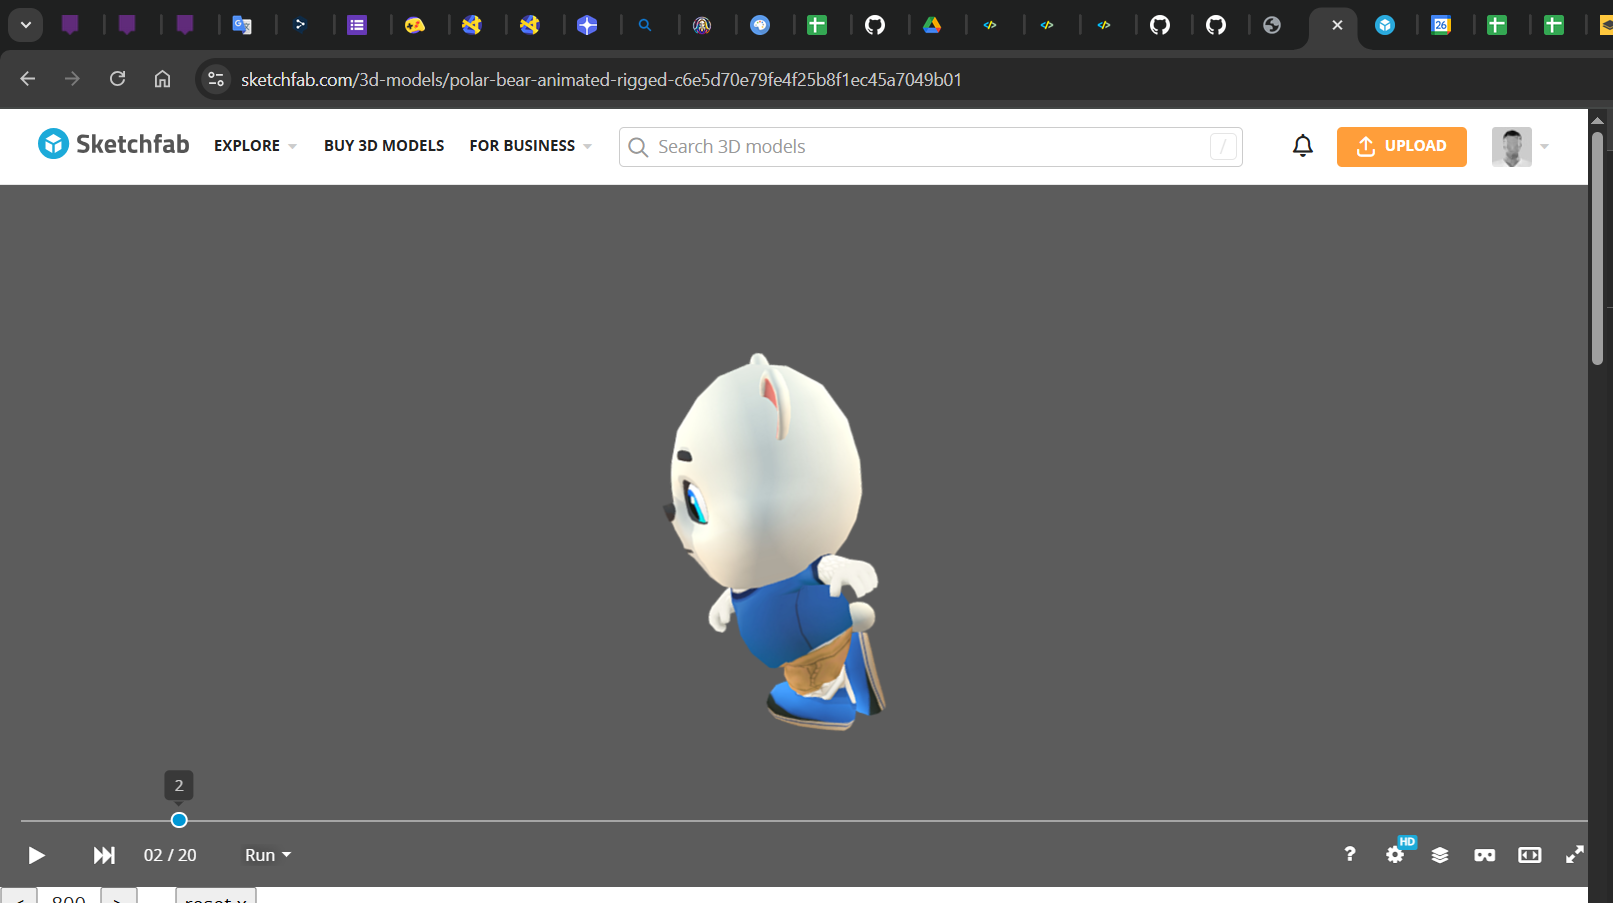 sketchfab.com/3d-models/polar-bear-animated-rigged-c6e5d70e79fe4f25b8f1ec45a7049b01
Sketchfab EXPLORE BUY 3D MODELS FOR BUSINESS Search 3D models / UPLOAD
2
02 / 20 Run ? HD
< 800 > reset x